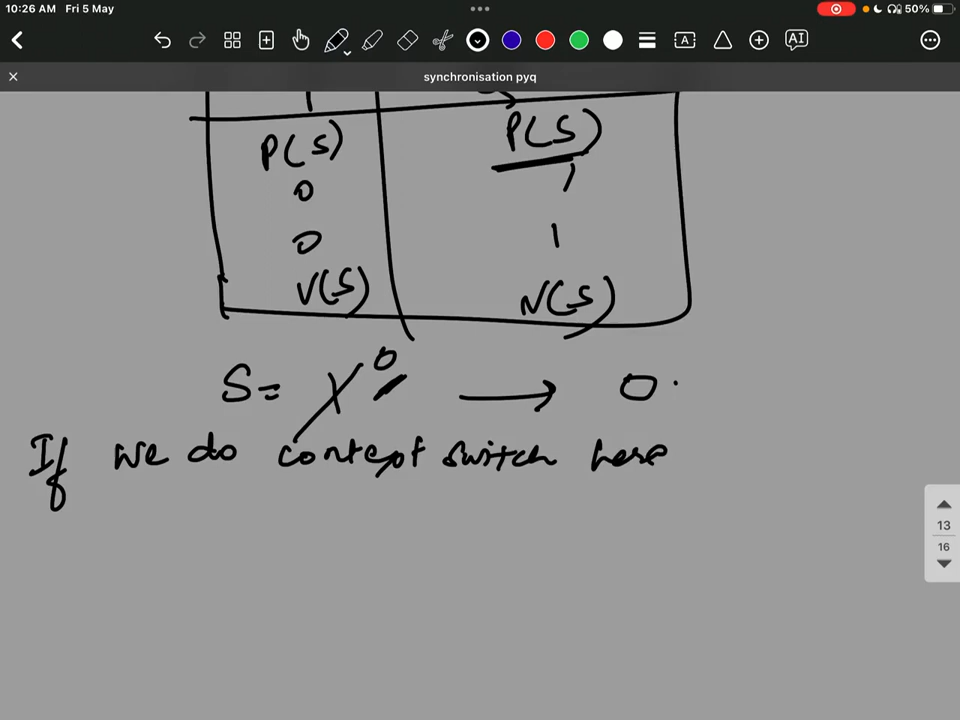 10:26 AM Fri 5 May
50%
AI
synchronisation pyq
P(S) P(S)
0 1
0 1
V(S) V(S)
S= X 0 → 0.
If we do context switch here
13
16